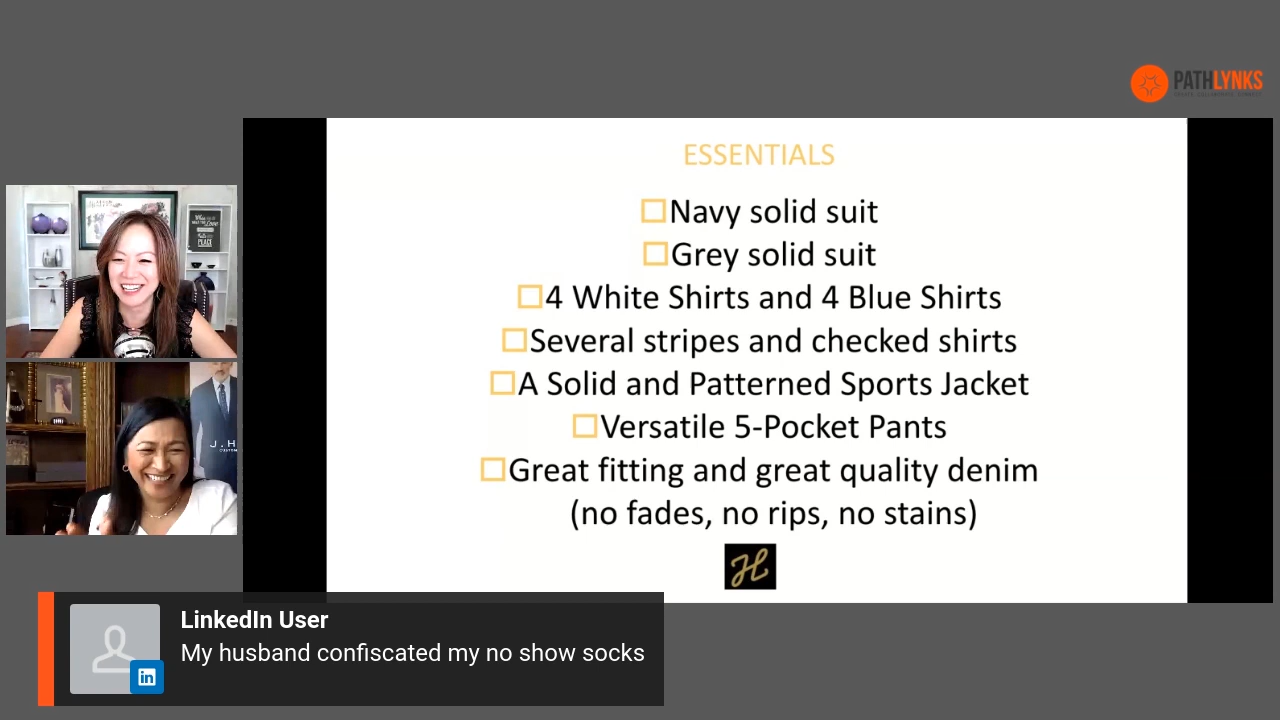 PATHLYNKS
ESSENTIALS
Navy solid suit
Grey solid suit
4 White Shirts and 4 Blue Shirts
Several stripes and checked shirts
A Solid and Patterned Sports Jacket
Versatile 5-Pocket Pants
Great fitting and great quality denim
(no fades, no rips, no stains)
LinkedIn User
My husband confiscated my no show socks
in